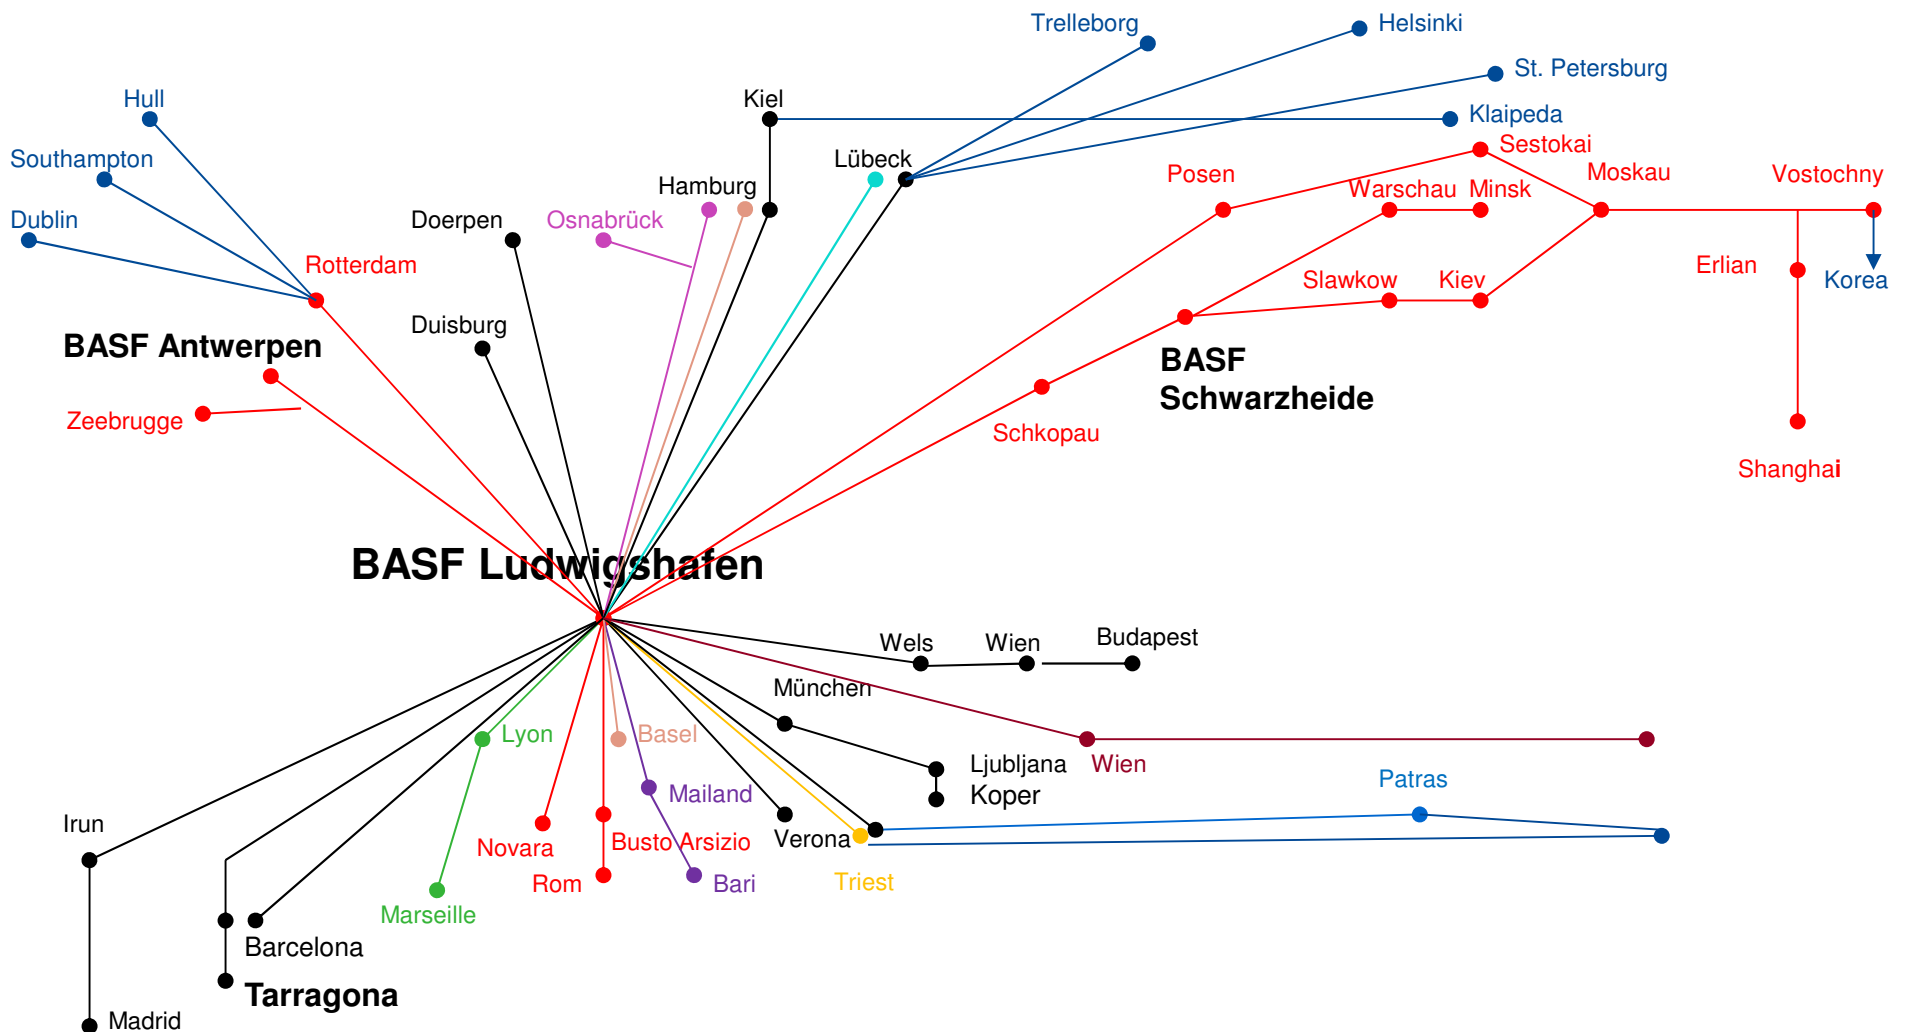 Trelleborg
Helsinki
St. Petersburg
Hull
Kiel
Klaipeda
Sestokai
Southampton
Lübeck
Posen
Moskau
Vostochny
Hamburg
Warschau
Minsk
Dublin
Doerpen
Osnabrück
Rotterdam
Erlian
Slawkow
Kiev
Korea
Duisburg
BASF Antwerpen
BASF
Schwarzheide
Zeebrugge
Schkopau
Shanghai
BASF Ludwigshafen
Wels
Wien
Budapest
München
Lyon
Basel
Ljubljana
Wien
Patras
Mailand
Koper
Irun
Novara
Busto Arsizio
Verona
Rom
Bari
Triest
Marseille
Barcelona
Tarragona
Madrid